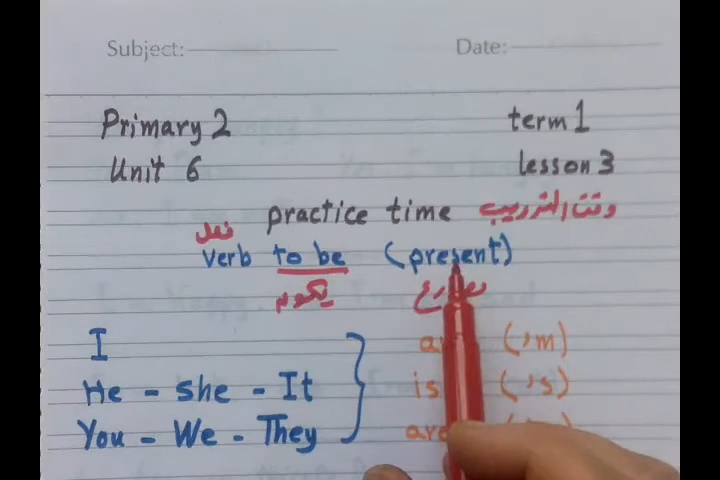 Subject: Date:
Primary 2 term 1
Unit 6 lesson 3
practice time وقت التدريب
فعل
verb to be (present)
يكون
I ('m)
He - she - It is ('s)
You - We - They are